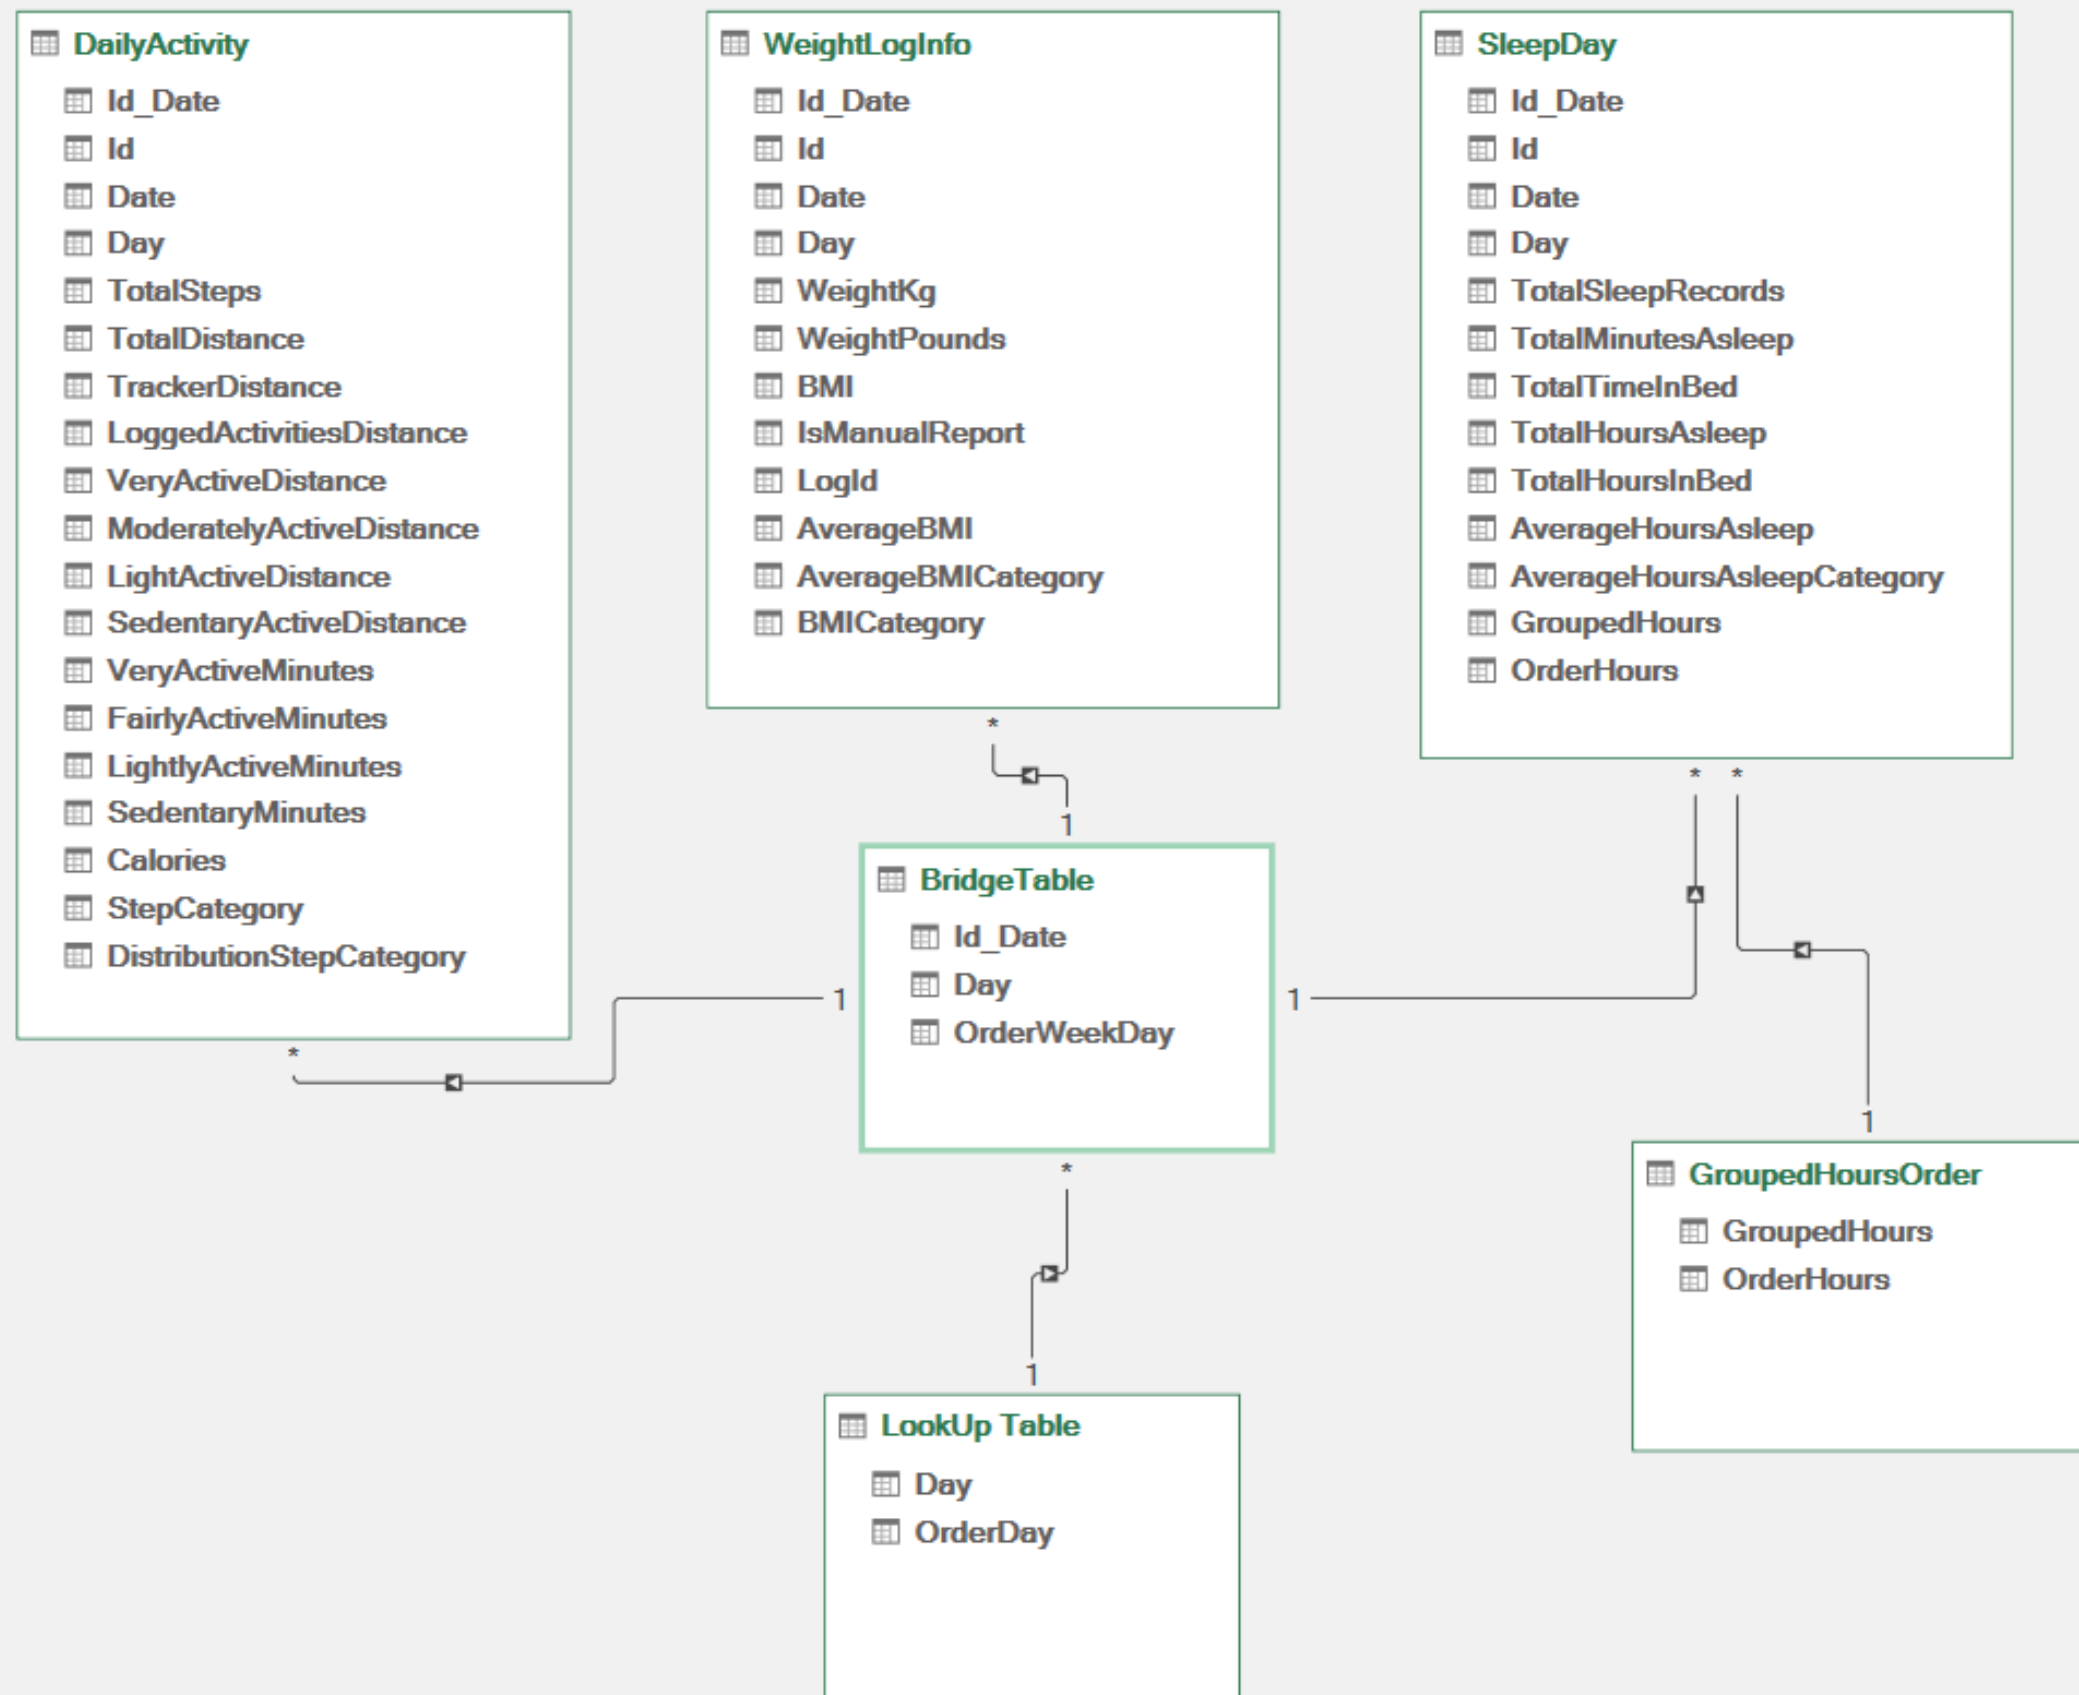 DailyActivity
Id_Date
Id
Date
Day
TotalSteps
TotalDistance
TrackerDistance
LoggedActivitiesDistance
VeryActiveDistance
ModeratelyActiveDistance
LightActiveDistance
SedentaryActiveDistance
VeryActiveMinutes
FairlyActiveMinutes
LightlyActiveMinutes
SedentaryMinutes
Calories
StepCategory
DistributionStepCategory
*
WeightLogInfo
Id_Date
Id
Date
Day
WeightKg
WeightPounds
BMI
IsManualReport
LogId
AverageBMI
AverageBMICategory
BMICategory
*
1
SleepDay
Id_Date
Id
Date
Day
TotalSleepRecords
TotalMinutesAsleep
TotalTimeInBed
TotalHoursAsleep
TotalHoursInBed
AverageHoursAsleep
AverageHoursAsleepCategory
GroupedHours
OrderHours
* *
BridgeTable
Id_Date
Day
OrderWeekDay
1
1
*
1
GroupedHoursOrder
GroupedHours
OrderHours
1
LookUp Table
Day
OrderDay